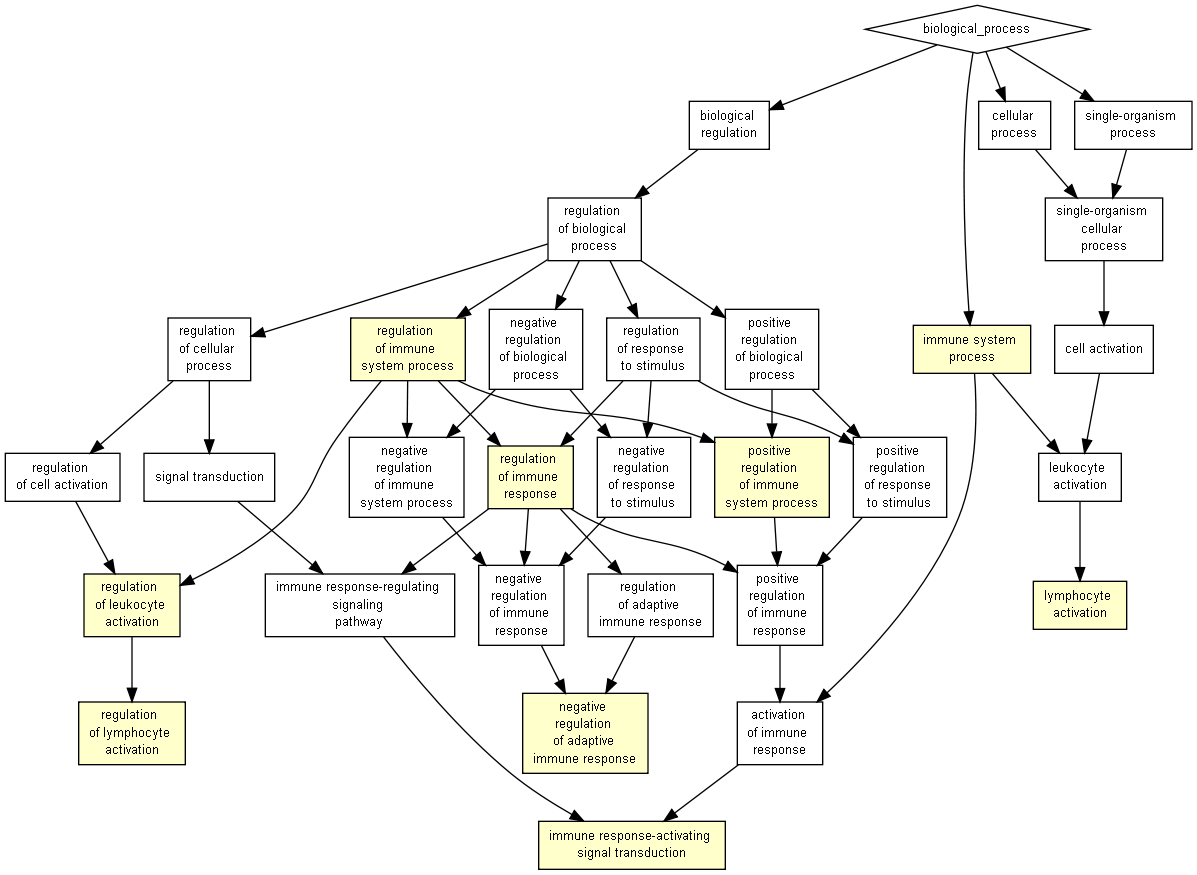 biological_process
biological
regulation
cellular
process
single-organism
process
regulation
of biological
process
single-organism
cellular
process
regulation
of cellular
process
regulation
of immune
system process
negative
regulation
of biological
process
regulation
of response
to stimulus
positive
regulation
of biological
process
immune system
process
cell activation
regulation
of cell activation
signal transduction
negative
regulation
of immune
system process
regulation
of immune
response
negative
regulation
of response
to stimulus
positive
regulation
of immune
system process
positive
regulation
of response
to stimulus
leukocyte
activation
regulation
of leukocyte
activation
immune response-regulating
signaling
pathway
negative
regulation
of immune
response
regulation
of adaptive
immune response
positive
regulation
of immune
response
lymphocyte
activation
regulation
of lymphocyte
activation
negative
regulation
of adaptive
immune response
activation
of immune
response
immune response-activating
signal transduction